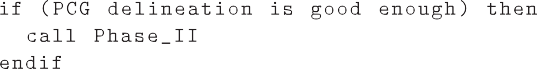 if (PCG delineation is good enough) then
  call Phase_II
endif